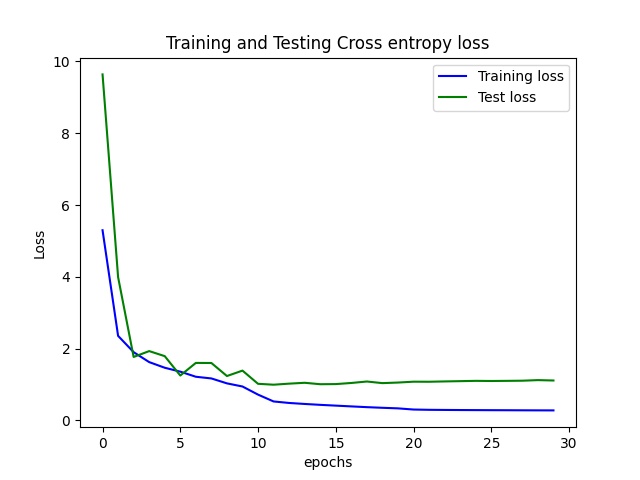 Training and Testing Cross entropy loss
Training loss
Test loss
Loss
10
8
6
4
2
0
0 5 10 15 20 25 30
epochs